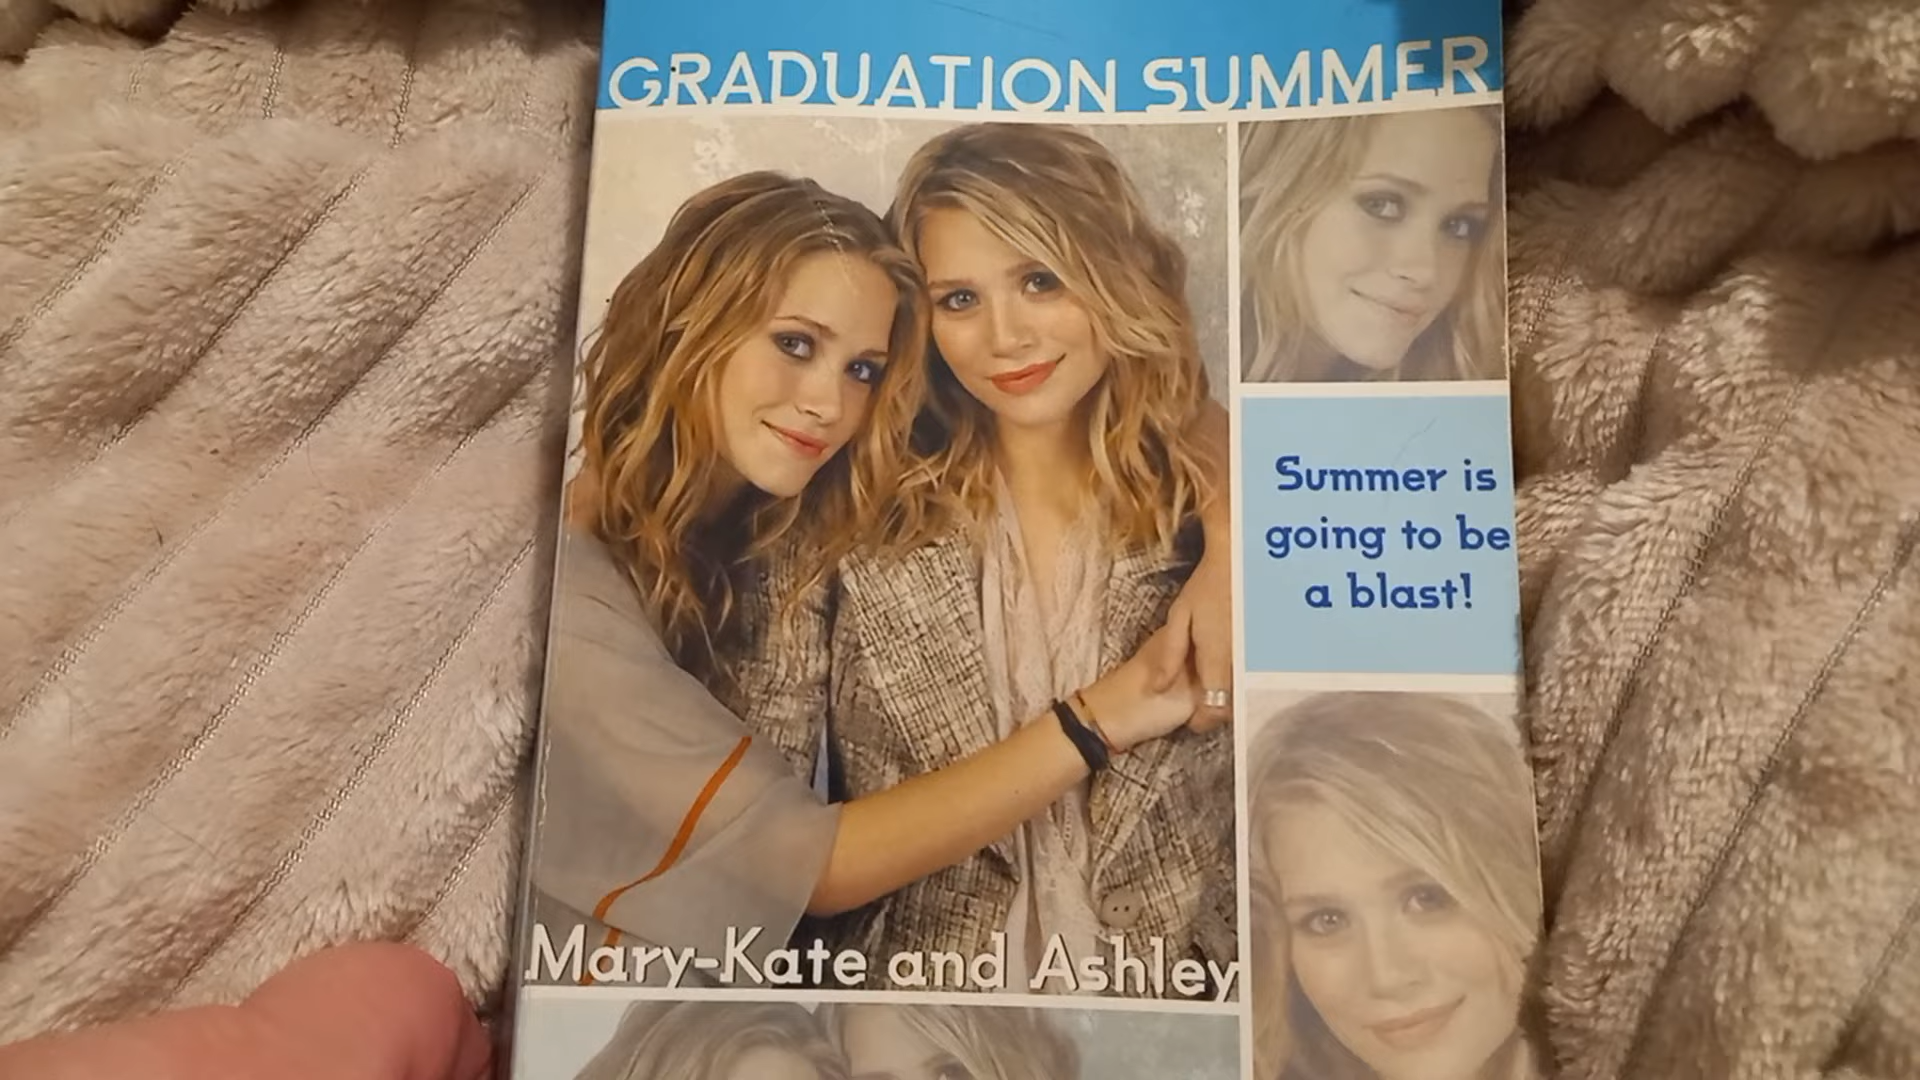 GRADUATION SUMMER
Summer is
going to be
a blast!
Mary-Kate and Ashley